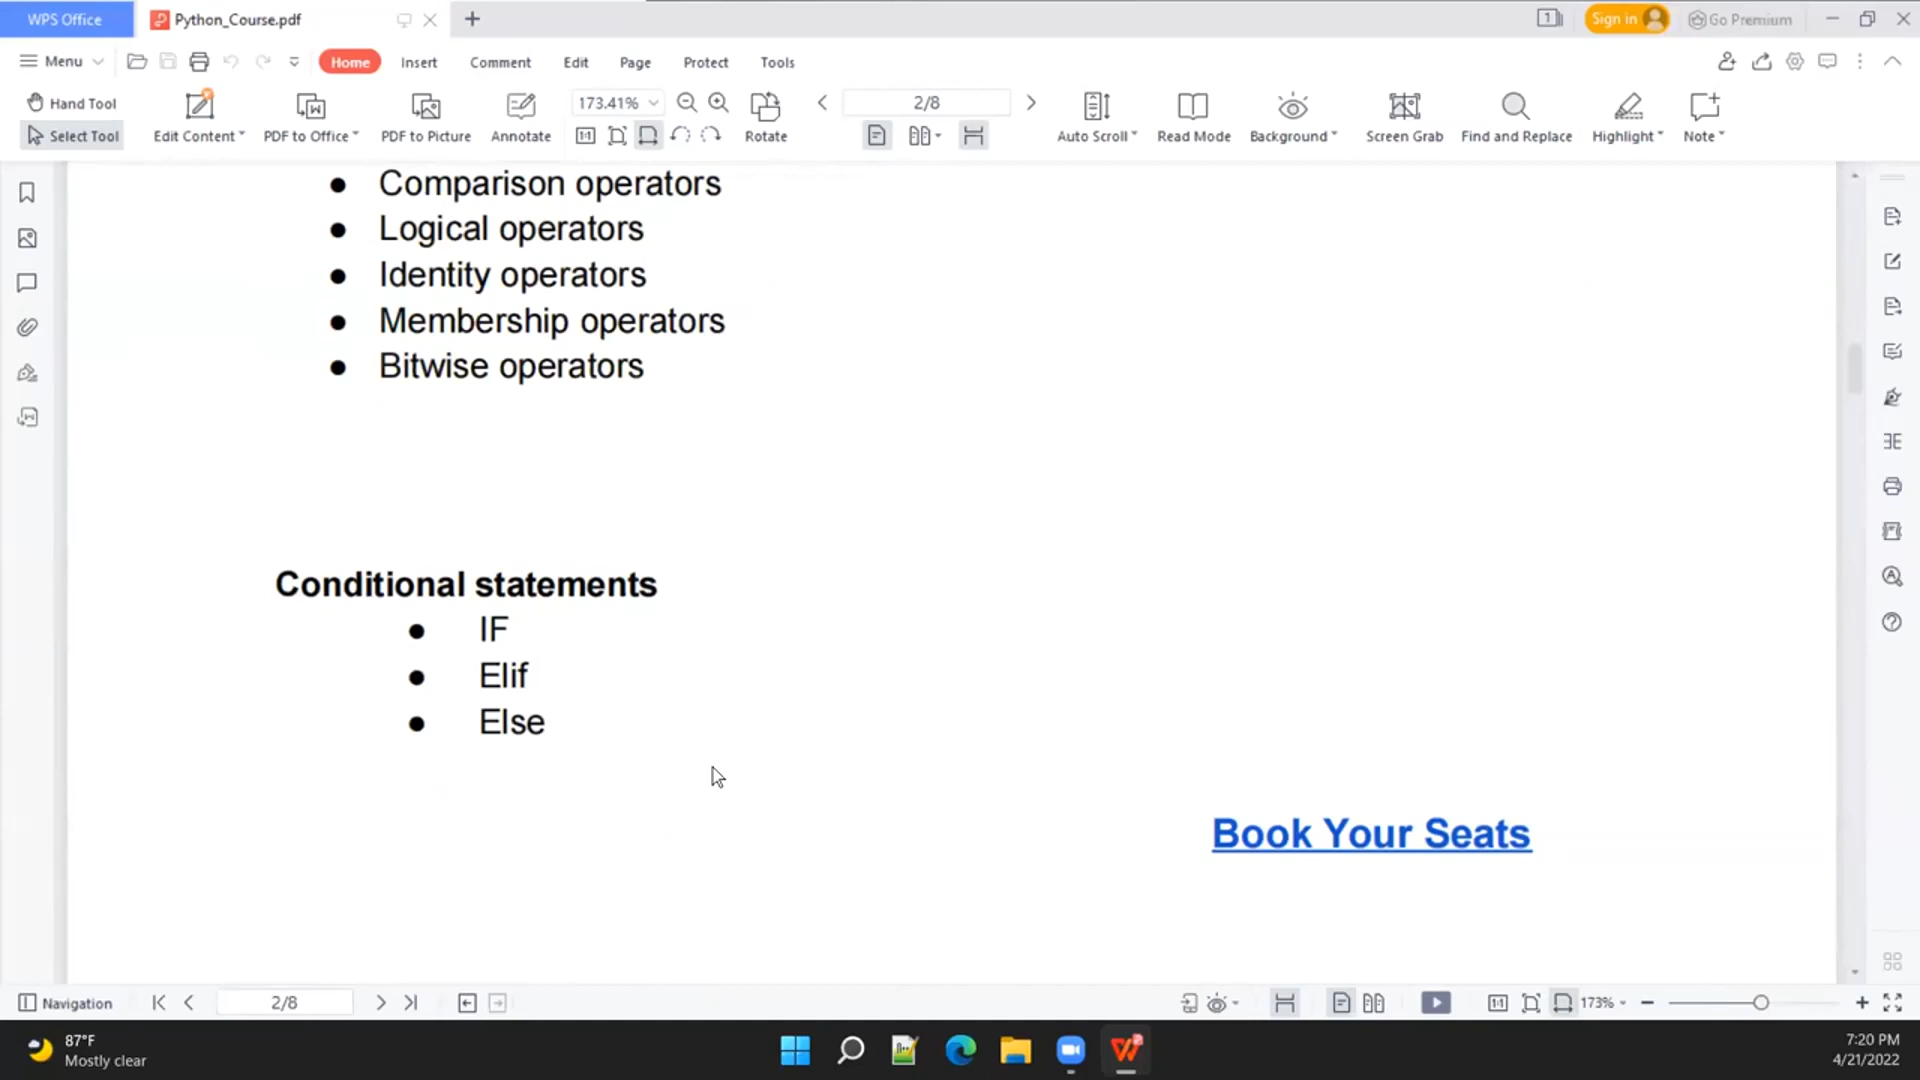 WPS Office
Python_Course.pdf
1
Sign in
Go Premium
Menu
Home
Insert
Comment
Edit
Page
Protect
Tools
Hand Tool
Select Tool
Edit Content
PDF to Office
PDF to Picture
Annotate
173.41%
Rotate
2/8
Auto Scroll
Read Mode
Background
Screen Grab
Find and Replace
Highlight
Note
● Comparison operators
● Logical operators
● Identity operators
● Membership operators
● Bitwise operators
Conditional statements
● IF
● Elif
● Else
Book Your Seats
Navigation
2/8
173%
87°F
Mostly clear
7:20 PM
4/21/2022